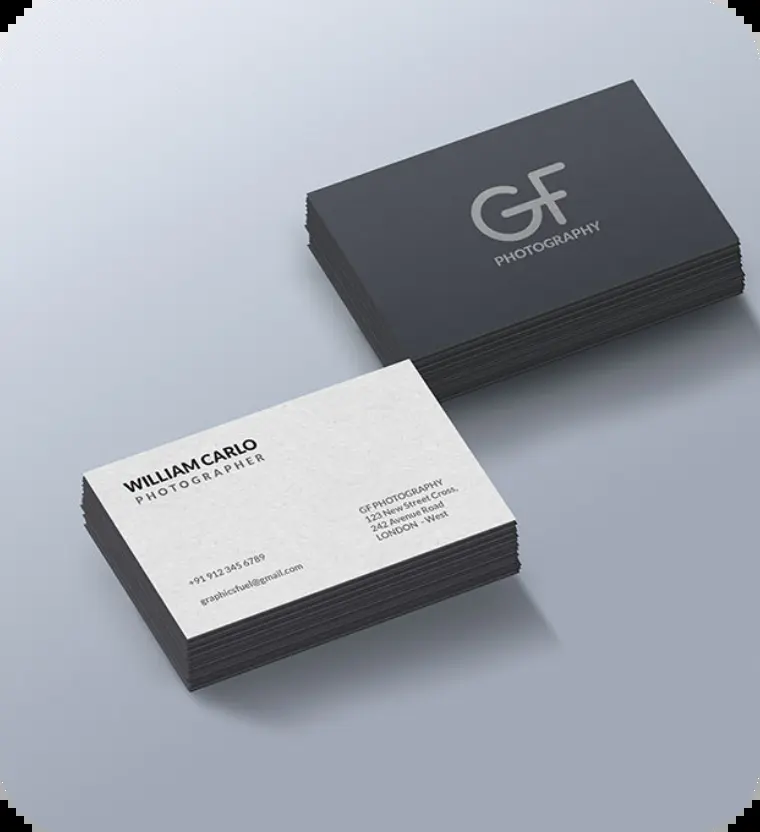 GF
PHOTOGRAPHY
WILLIAM CARLO
PHOTOGRAPHER
GF PHOTOGRAPHY
123 New Street Cross,
242 Avenue Road
LONDON - West
+91 912 345 6789
graphicsfuel@gmail.com